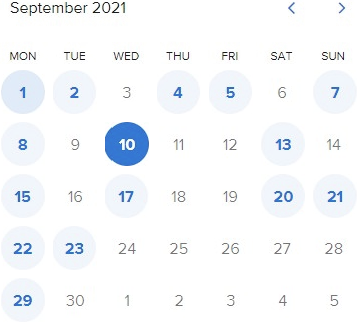 September 2021
MON TUE WED THU FRI SAT SUN
1 2 3 4 5 6 7
8 9 10 11 12 13 14
15 16 17 18 19 20 21
22 23 24 25 26 27 28
29 30 1 2 3 4 5